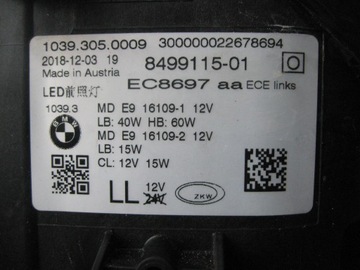 1039.305.0009 300000022678694
2018-12-03 19 8499115-01
Made in Austria
EC8697 aa ECE links
LED前照灯
1039.3 MD E9 16109-1 12V
BMW LB: 40W HB: 60W
MD E9 16109-2 12V
LB: 15W
CL: 12V 15W
LL 12V
24V
ZKW